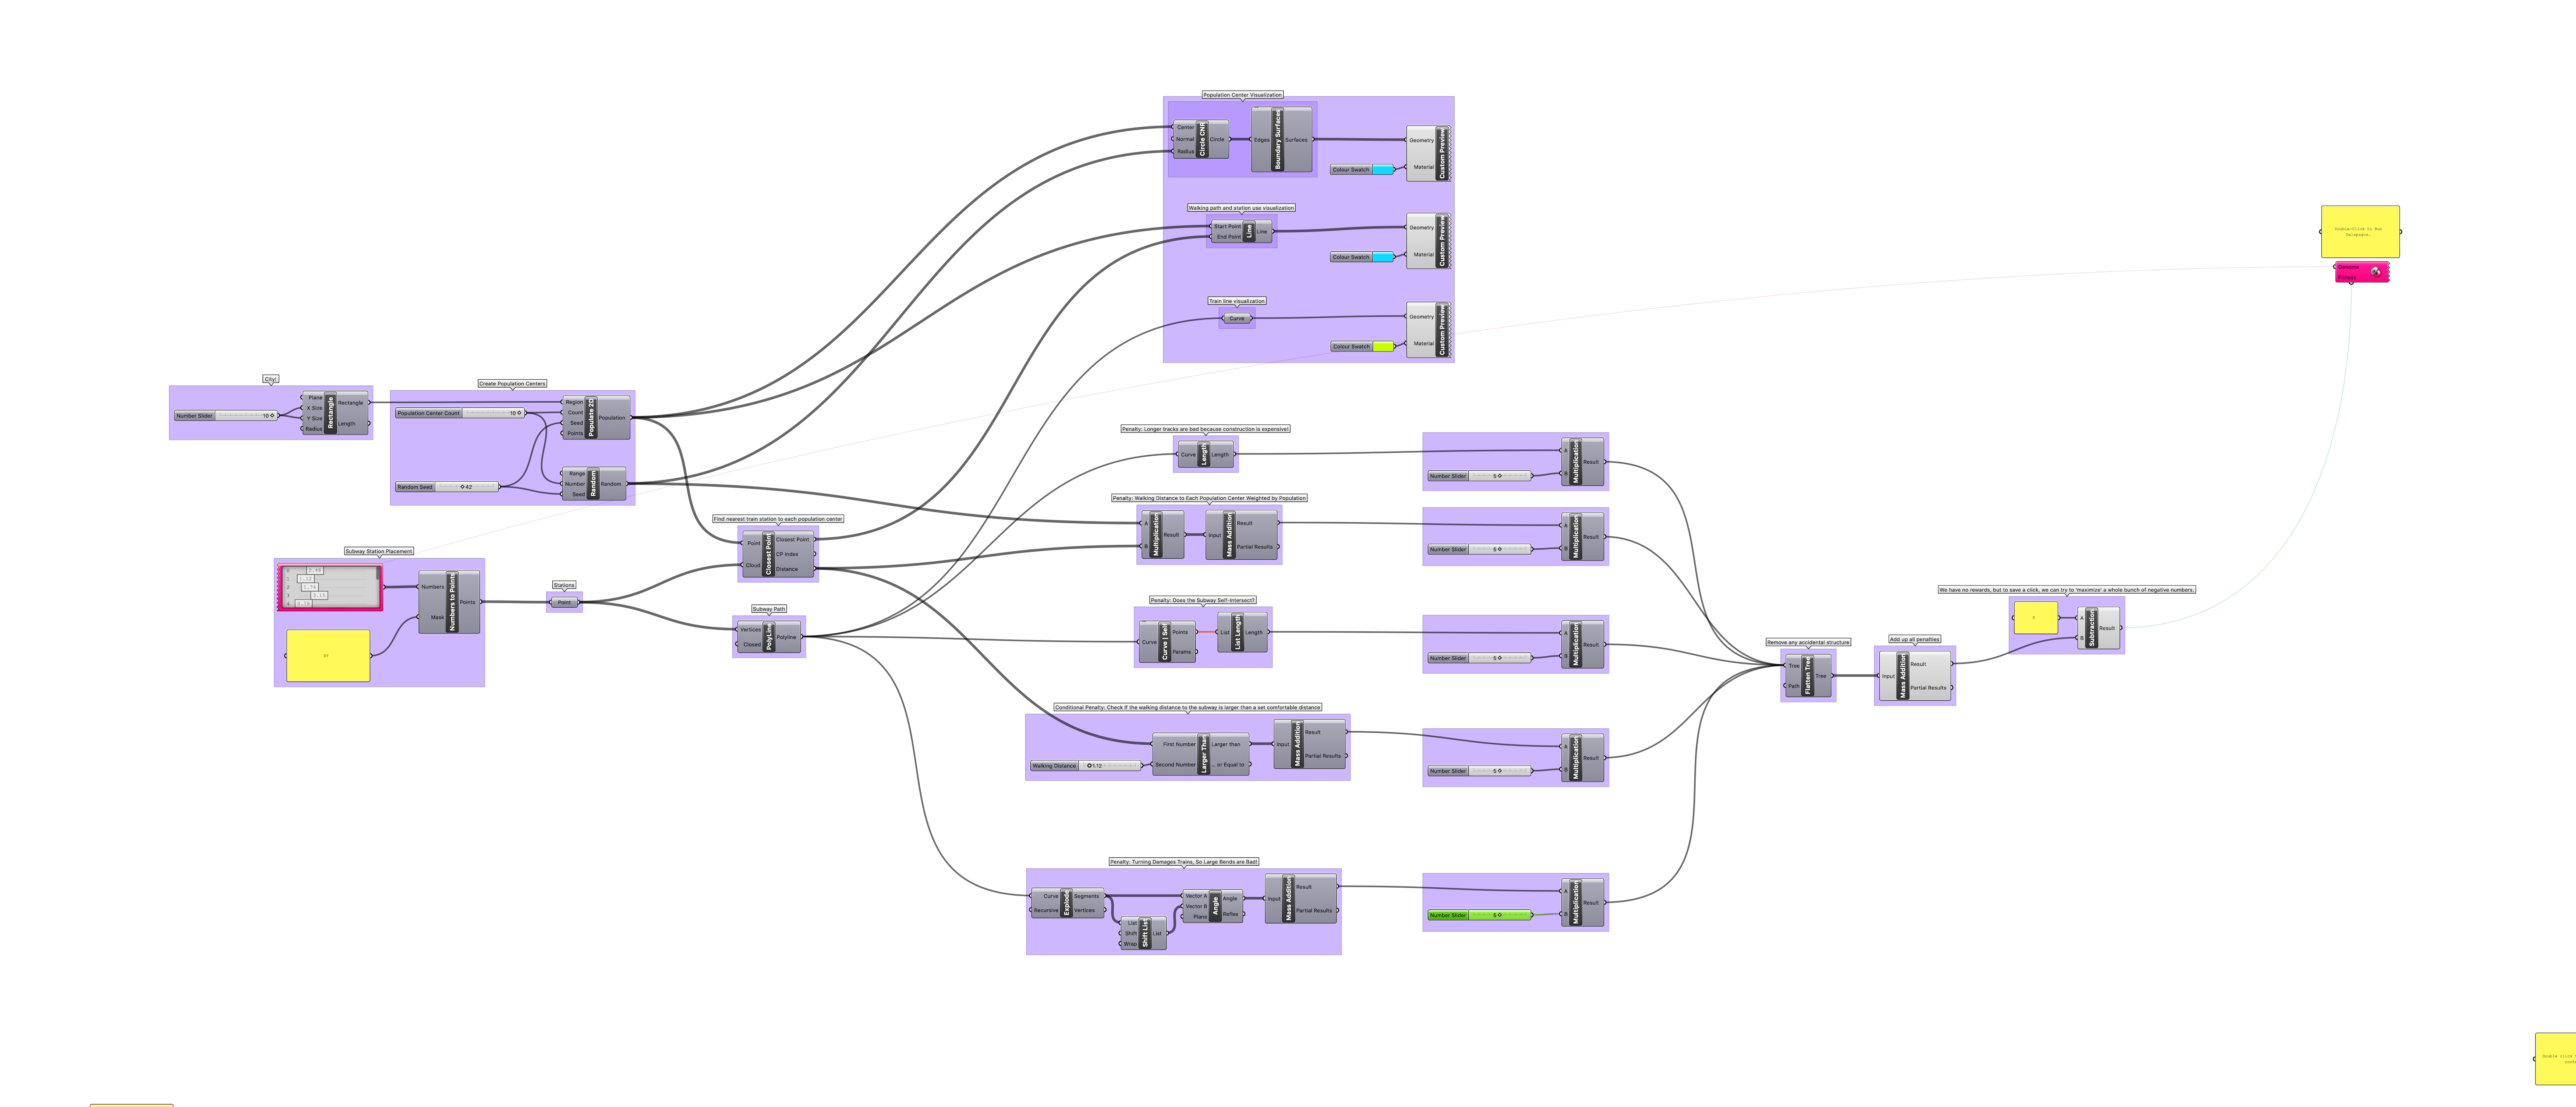 Population Center Visualization
Center
Normal
Radius
Circle CNR
Circle
Edges
Boundary Surfaces
Surfaces
Geometry
Material
Custom Preview
Colour Swatch
Walking path and station use visualization
Start Point
End Point
Line
Line
Geometry
Material
Custom Preview
Colour Swatch
Train line visualization
Curve
Geometry
Material
Custom Preview
Colour Swatch
Double-Click to Run
Galapagos.
Genome
Fitness
City!
Number Slider
10
Plane
X Size
Y Size
Radius
Rectangle
Rectangle
Length
Create Population Centers
Population Center Count
10
Region
Count
Seed
Points
Populate 2D
Population
Random Seed
42
Range
Number
Seed
Random
Random
Subway Station Placement
0
2.48
1
1.12
2
1.74
3
3.15
4
Numbers
Mask
Numbers to Points
Points
Stations
Point
Find nearest train station to each population center
Point
Cloud
Closest Point
Closest Point
CP Index
Distance
Subway Path
Vertices
Closed
PolyLine
Polyline
Penalty: Longer tracks are bad because construction is expensive!
Curve
Length
Length
Number Slider
5
A
B
Multiplication
Result
Penalty: Walking Distance to Each Population Center Weighted by Population
A
B
Multiplication
Result
Input
Mass Addition
Result
Partial Results
Number Slider
5
A
B
Multiplication
Result
Penalty: Does the Subway Self-Intersect?
Curve
Curve | Self
Points
Params
List
List Length
Length
Number Slider
5
A
B
Multiplication
Result
Conditional Penalty: Check If the walking distance to the subway is larger than a set comfortable distance
Walking Distance
1.12
First Number
Second Number
Larger Than
Larger than
... or Equal to
Input
Mass Addition
Result
Partial Results
Number Slider
5
A
B
Multiplication
Result
Penalty: Turning Damages Trains, So Large Bends are Bad!
Curve
Recursive
Explode
Segments
Vertices
List
Shift
Wrap
Shift List
List
Vector A
Vector B
Plane
Angle
Angle
Reflex
Input
Mass Addition
Result
Partial Results
Number Slider
5
A
B
Multiplication
Result
Remove any accidental structure
Tree
Path
Flatten Tree
Tree
Add up all penalties
Input
Mass Addition
Result
Partial Results
We have no rewards, but to save a click, we can try to 'maximize' a whole bunch of negative numbers.
A
B
Subtraction
Result
Double click